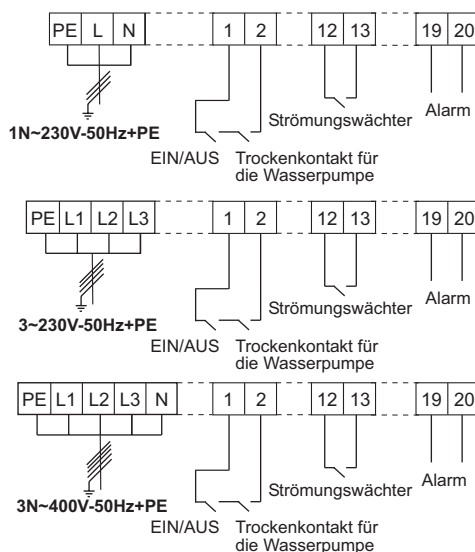 PE L N 1 2 12 13 19 20
Strömungswächter
Alarm
1N~230V-50Hz+PE
EIN/AUS Trockenkontakt für
die Wasserpumpe
PE L1 L2 L3 1 2 12 13 19 20
Strömungswächter
Alarm
3~230V-50Hz+PE
EIN/AUS Trockenkontakt für
die Wasserpumpe
PE L1 L2 L3 N 1 2 12 13 19 20
Strömungswächter
Alarm
3N~400V-50Hz+PE
EIN/AUS Trockenkontakt für
die Wasserpumpe